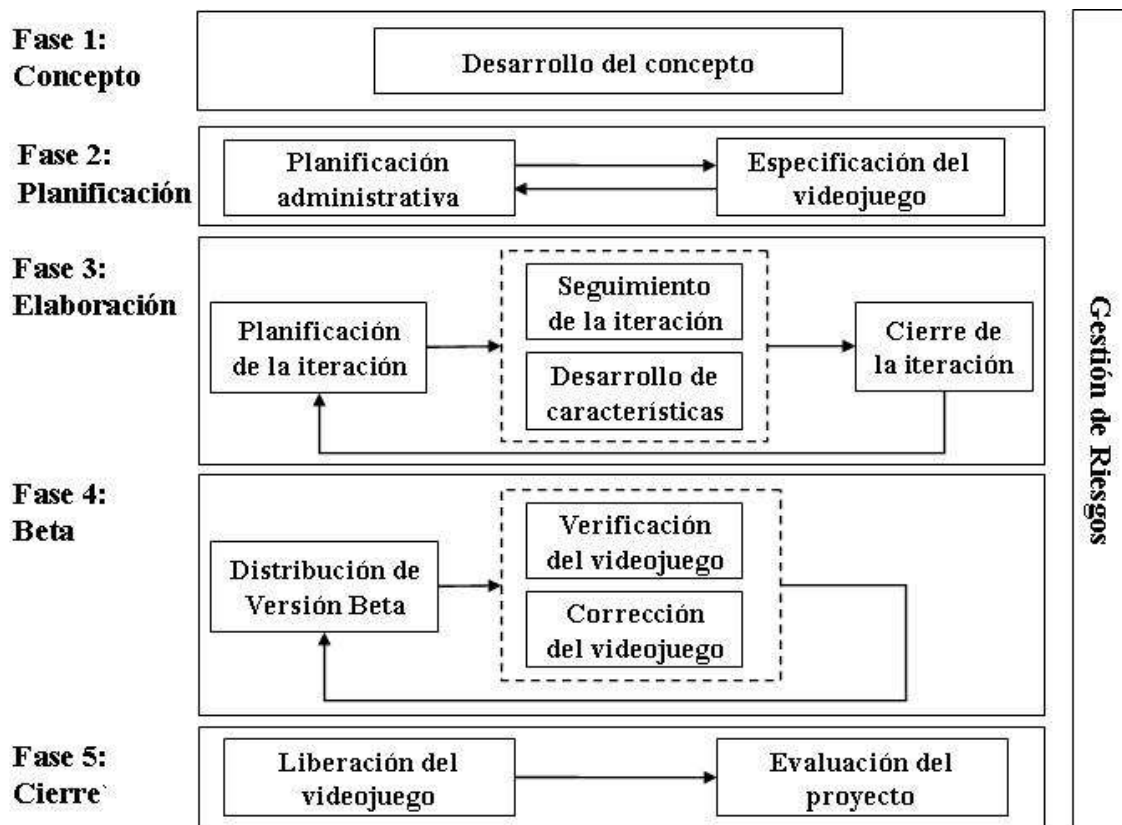 Fase 1:
Concepto
Desarrollo del concepto
Fase 2:
Planificación
Planificación
administrativa
Especificación del
videojuego
Fase 3:
Elaboración
Planificación
de la iteración
Seguimiento
de la iteración
Desarrollo de
características
Cierre de
la iteración
Fase 4:
Beta
Distribución de
Versión Beta
Verificación
del videojuego
Corrección
del videojuego
Fase 5:
Cierre`
Liberación del
videojuego
Evaluación del
proyecto
Gestión de Riesgos